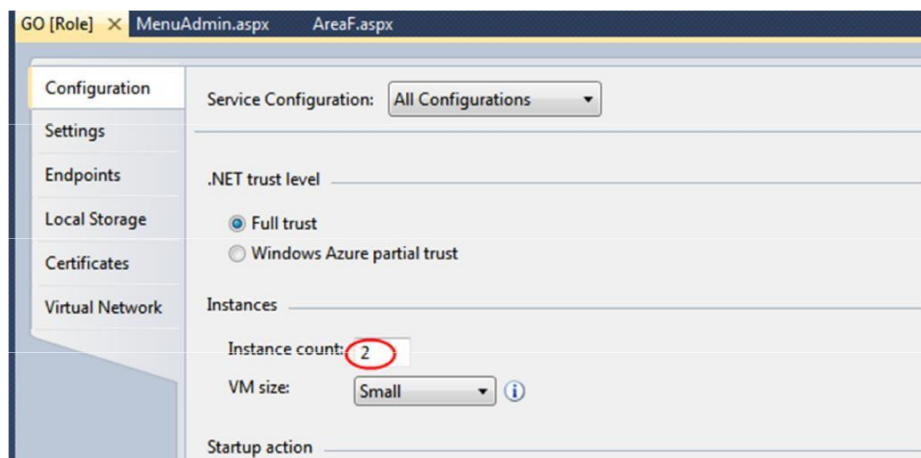 GO [Role] MenuAdmin.aspx AreaF.aspx
Configuration
Settings
Endpoints
Local Storage
Certificates
Virtual Network
Service Configuration: All Configurations
.NET trust level
Full trust
Windows Azure partial trust
Instances
Instance count: 2
VM size: Small
Startup action